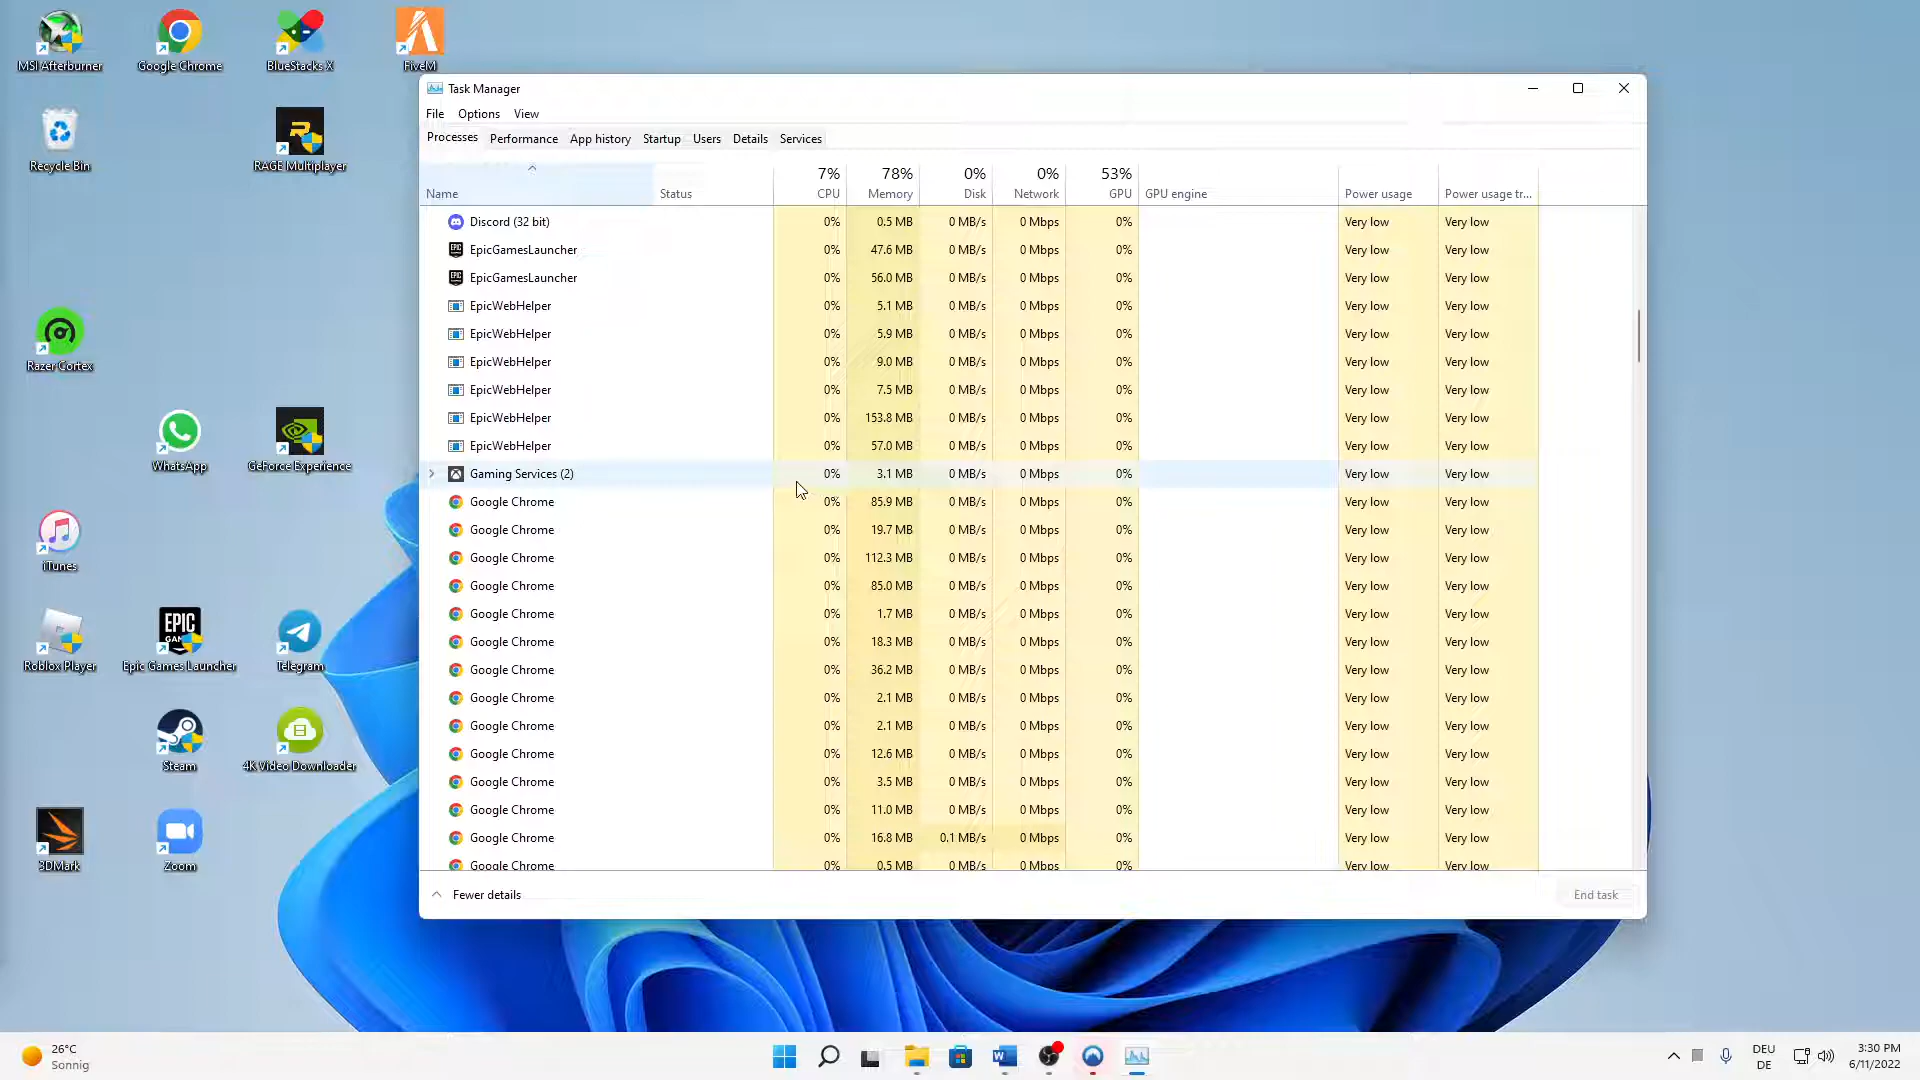 MSI Afterburner
Google Chrome
BlueStacks X
FiveM
Recycle Bin
RAGE Multiplayer
Razer Cortex
WhatsApp
GeForce Experience
iTunes
Roblox Player
EPIC
Epic Games Launcher
Telegram
Steam
4K Video Downloader
3DMark
Zoom
Task Manager
File Options View
Processes Performance App history Startup Users Details Services
7% 78% 0% 0% 53%
Name Status CPU Memory Disk Network GPU GPU engine Power usage Power usage tr...
Discord (32 bit) 0% 0.5 MB 0 MB/s 0 Mbps 0% Very low Very low
EpicGamesLauncher 0% 47.6 MB 0 MB/s 0 Mbps 0% Very low Very low
EpicGamesLauncher 0% 56.0 MB 0 MB/s 0 Mbps 0% Very low Very low
EpicWebHelper 0% 5.1 MB 0 MB/s 0 Mbps 0% Very low Very low
EpicWebHelper 0% 5.9 MB 0 MB/s 0 Mbps 0% Very low Very low
EpicWebHelper 0% 9.0 MB 0 MB/s 0 Mbps 0% Very low Very low
EpicWebHelper 0% 7.5 MB 0 MB/s 0 Mbps 0% Very low Very low
EpicWebHelper 0% 153.8 MB 0 MB/s 0 Mbps 0% Very low Very low
EpicWebHelper 0% 57.0 MB 0 MB/s 0 Mbps 0% Very low Very low
Gaming Services (2) 0% 3.1 MB 0 MB/s 0 Mbps 0% Very low Very low
Google Chrome 0% 85.9 MB 0 MB/s 0 Mbps 0% Very low Very low
Google Chrome 0% 19.7 MB 0 MB/s 0 Mbps 0% Very low Very low
Google Chrome 0% 112.3 MB 0 MB/s 0 Mbps 0% Very low Very low
Google Chrome 0% 85.0 MB 0 MB/s 0 Mbps 0% Very low Very low
Google Chrome 0% 1.7 MB 0 MB/s 0 Mbps 0% Very low Very low
Google Chrome 0% 18.3 MB 0 MB/s 0 Mbps 0% Very low Very low
Google Chrome 0% 36.2 MB 0 MB/s 0 Mbps 0% Very low Very low
Google Chrome 0% 2.1 MB 0 MB/s 0 Mbps 0% Very low Very low
Google Chrome 0% 2.1 MB 0 MB/s 0 Mbps 0% Very low Very low
Google Chrome 0% 12.6 MB 0 MB/s 0 Mbps 0% Very low Very low
Google Chrome 0% 3.5 MB 0 MB/s 0 Mbps 0% Very low Very low
Google Chrome 0% 11.0 MB 0 MB/s 0 Mbps 0% Very low Very low
Google Chrome 0% 16.8 MB 0.1 MB/s 0 Mbps 0% Very low Very low
Google Chrome 0% 0.5 MB 0 MB/s 0 Mbps 0% Very low Very low
Fewer details End task
26°C
Sonnig
DEU
DE
3:30 PM
6/11/2022